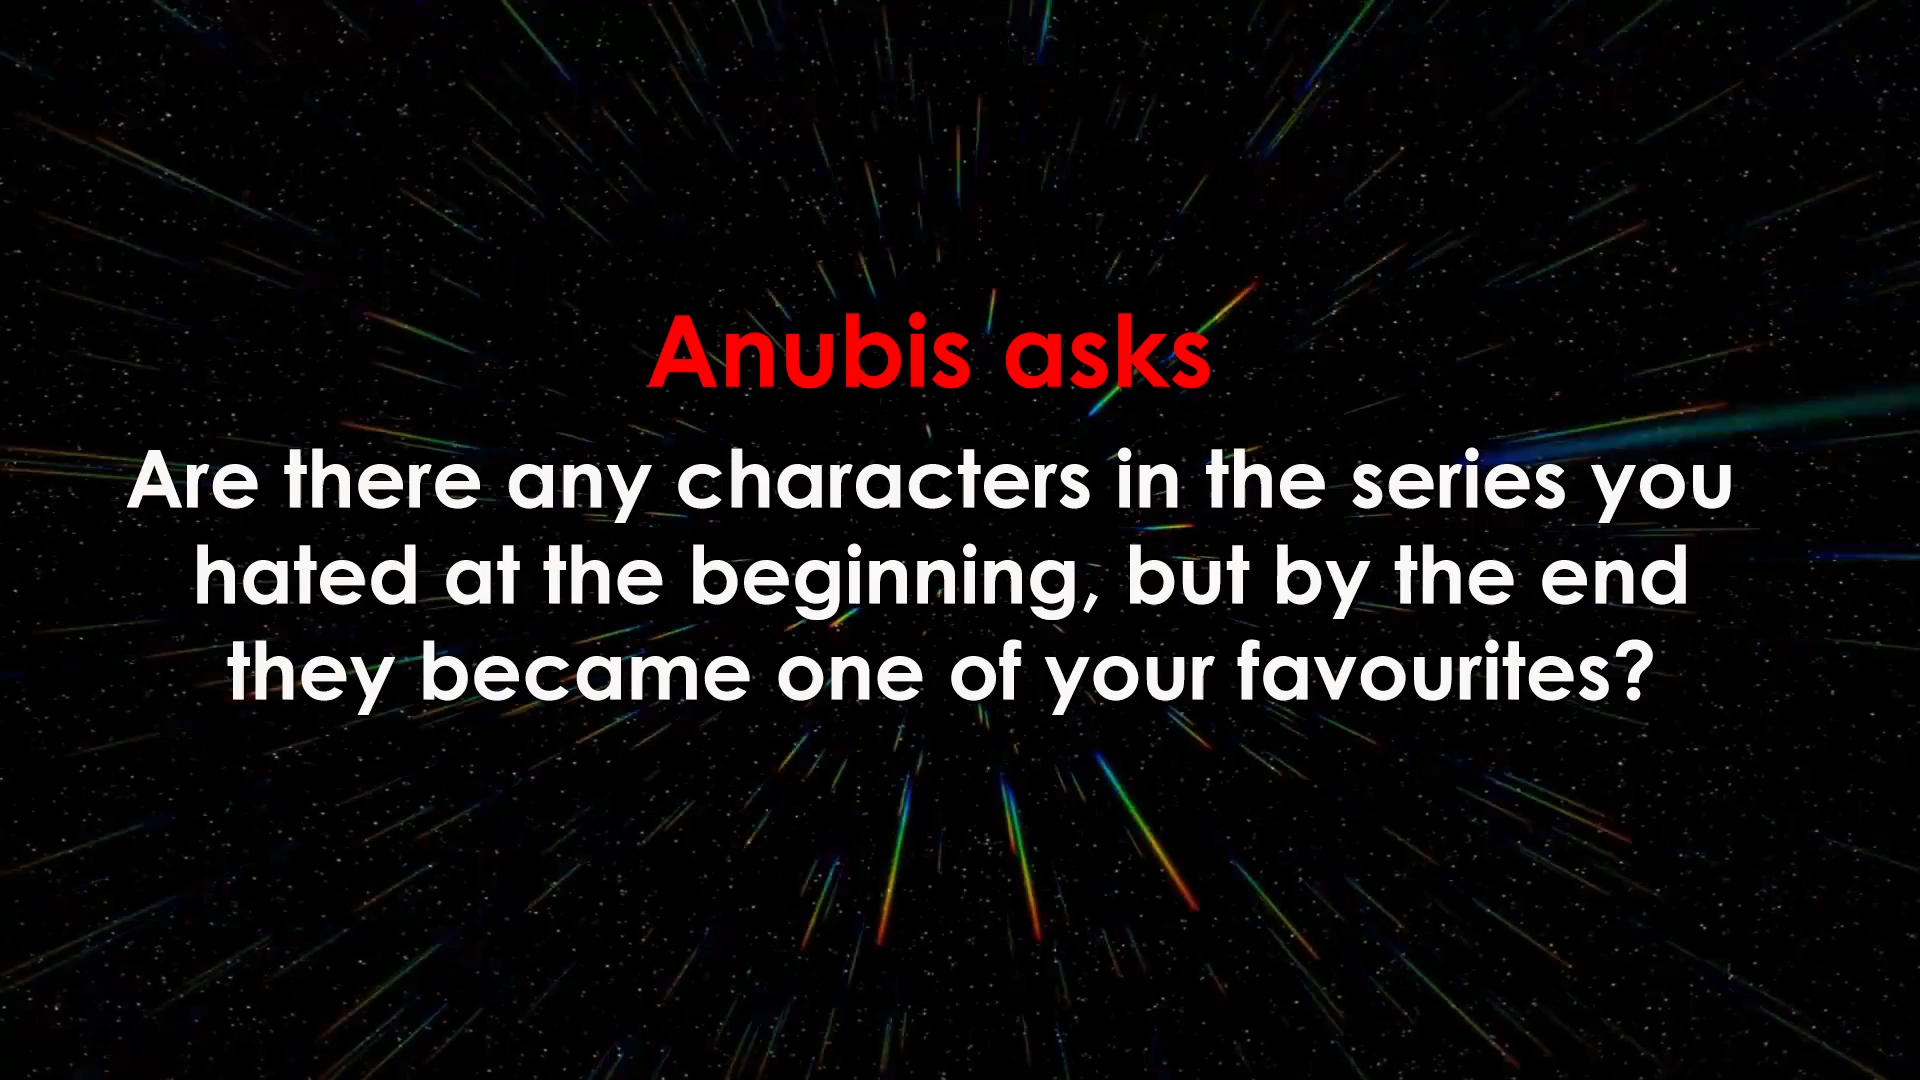 Anubis asks
Are there any characters in the series you
hated at the beginning, but by the end
they became one of your favourites?